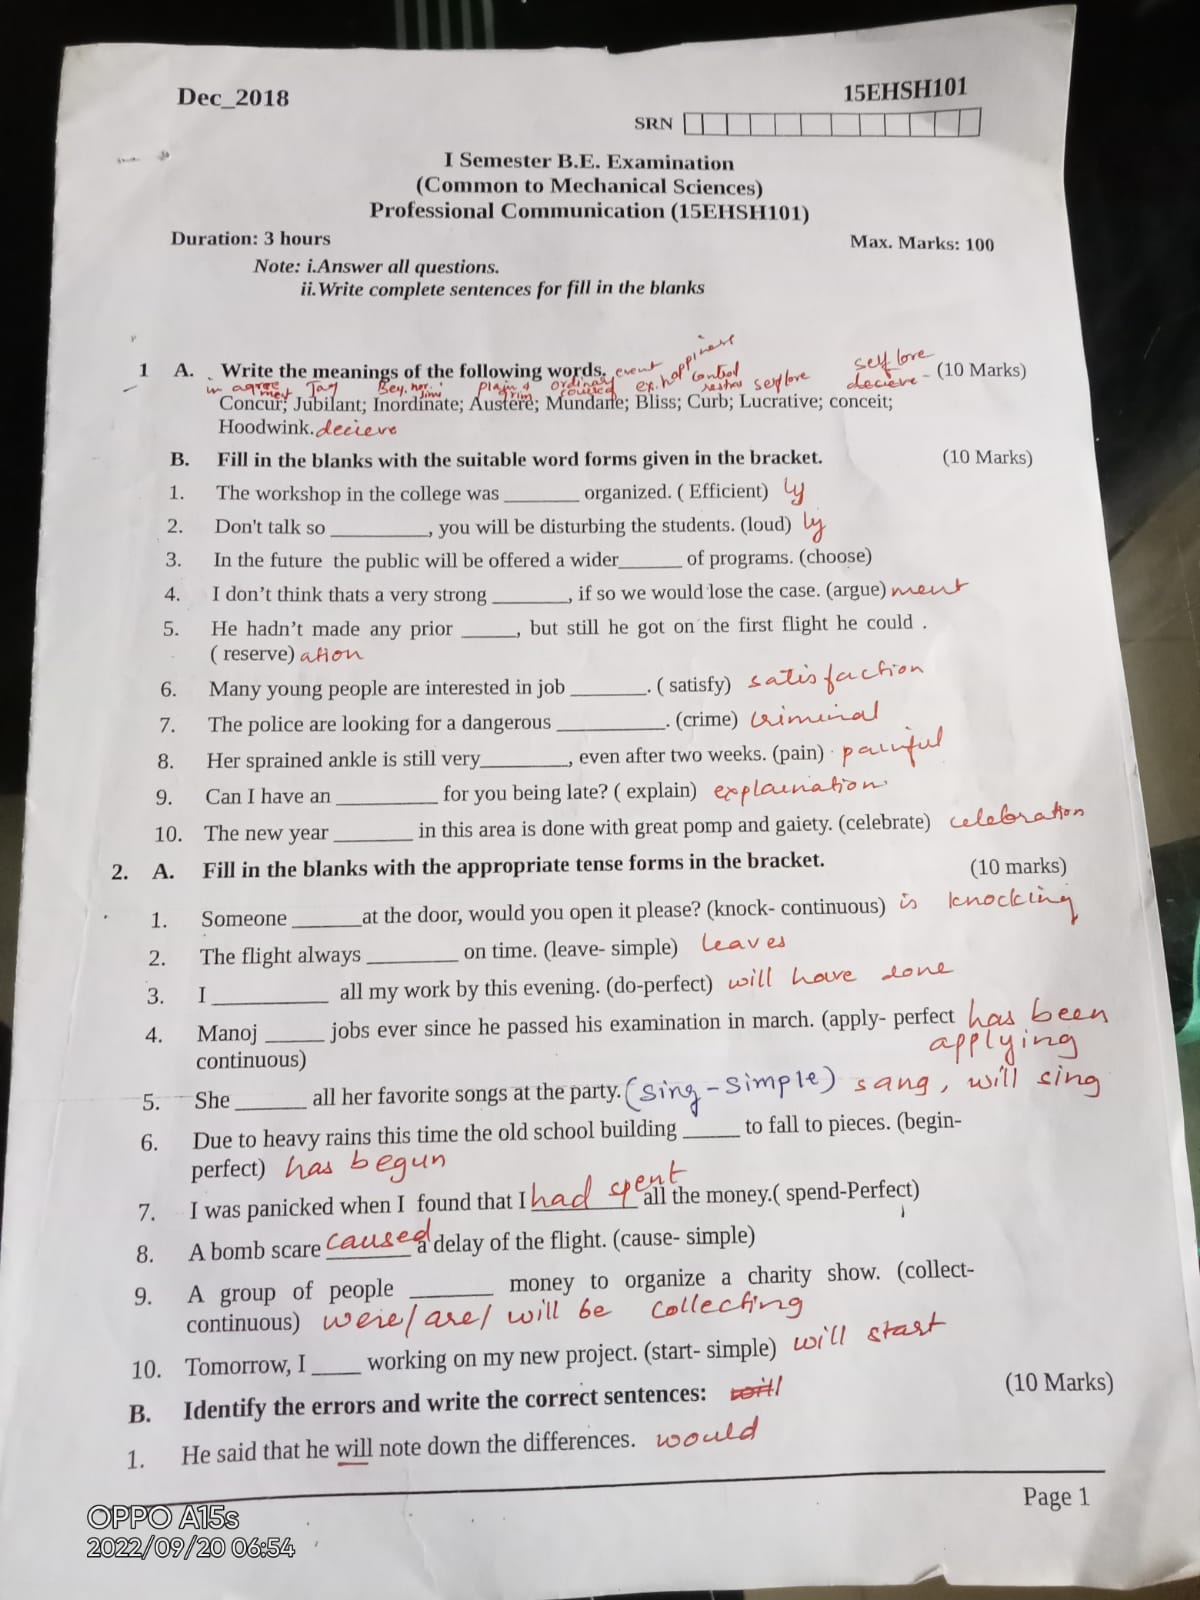 Dec_2018
15EHSH101
SRN
I Semester B.E. Examination
(Common to Mechanical Sciences)
Professional Communication (15EHSH101)
Duration: 3 hours
Max. Marks: 100
Note: i.Answer all questions.
ii.Write complete sentences for fill in the blanks
1 A. Write the meanings of the following words. event happiness self love (10 Marks)
in agree ment Joy Bey. nor. plain & grim ordinary ex. hap control self love decieve
Concur; Jubilant; Inordinate; Austere; Mundane; Bliss; Curb; Lucrative; conceit;
Hoodwink. decieve
B. Fill in the blanks with the suitable word forms given in the bracket. (10 Marks)
1. The workshop in the college was _______ organized. ( Efficient) ly
2. Don't talk so _________, you will be disturbing the students. (loud) ly
3. In the future the public will be offered a wider______ of programs. (choose)
4. I don't think thats a very strong _______, if so we would lose the case. (argue) ment
5. He hadn't made any prior _____, but still he got on the first flight he could .
( reserve) ation
6. Many young people are interested in job _______. ( satisfy) satisfaction
7. The police are looking for a dangerous __________. (crime) criminal
8. Her sprained ankle is still very________, even after two weeks. (pain) painful
9. Can I have an _________ for you being late? ( explain) explaination
10. The new year _______ in this area is done with great pomp and gaiety. (celebrate) celebration
2. A. Fill in the blanks with the appropriate tense forms in the bracket. (10 marks)
1. Someone ______at the door, would you open it please? (knock- continuous) is knocking
2. The flight always ________ on time. (leave- simple) leaves
3. I __________ all my work by this evening. (do-perfect) will have done
4. Manoj _____ jobs ever since he passed his examination in march. (apply- perfect has been
continuous) applying
5. She ______ all her favorite songs at the party. (sing-simple) sang, will sing
6. Due to heavy rains this time the old school building _____ to fall to pieces. (begin-
perfect) has begun
7. I was panicked when I found that I had spent all the money.( spend-Perfect)
8. A bomb scare caused a delay of the flight. (cause- simple)
9. A group of people _______ money to organize a charity show. (collect-
continuous) were/are/ will be collecting
10. Tomorrow, I ____ working on my new project. (start- simple) will start
B. Identify the errors and write the correct sentences: (10 Marks)
1. He said that he will note down the differences. would
Page 1
OPPO A15s
2022/09/20 06:54